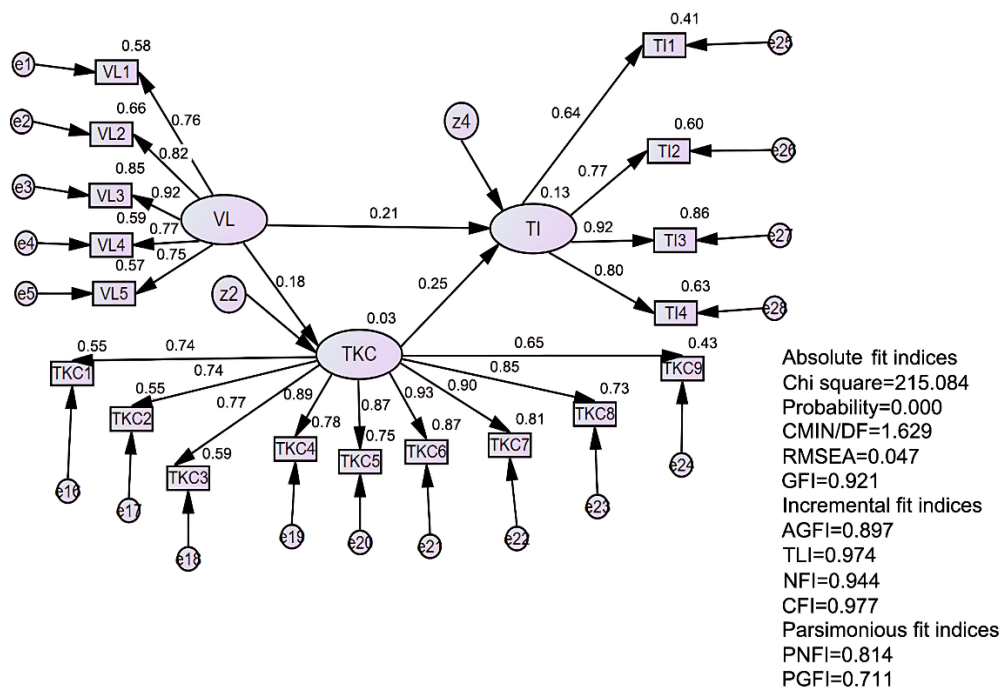 0.41
e25
TI1
0.58
e1
VL1
0.64
z4
0.76
0.66
e2
VL2
0.82
0.60
e26
TI2
0.77
0.85
e3
VL3
0.92
0.13
VL
0.21
TI
0.59
0.77
e4
VL4
0.75
0.92
0.86
e27
TI3
0.57
e5
VL5
0.80
0.63
e28
TI4
z2
0.18
0.25
0.03
TKC
0.55
TKC1
0.74
0.65
0.43
TKC9
0.55
TKC2
0.74
0.77
0.89
0.87
0.93
0.90
0.85
0.73
TKC8
0.59
TKC3
0.78
TKC4
0.75
TKC5
0.87
TKC6
0.81
TKC7
e16
e17
e18
e19
e20
e21
e22
e23
e24
Absolute fit indices
Chi square=215.084
Probability=0.000
CMIN/DF=1.629
RMSEA=0.047
GFI=0.921
Incremental fit indices
AGFI=0.897
TLI=0.974
NFI=0.944
CFI=0.977
Parsimonious fit indices
PNFI=0.814
PGFI=0.711